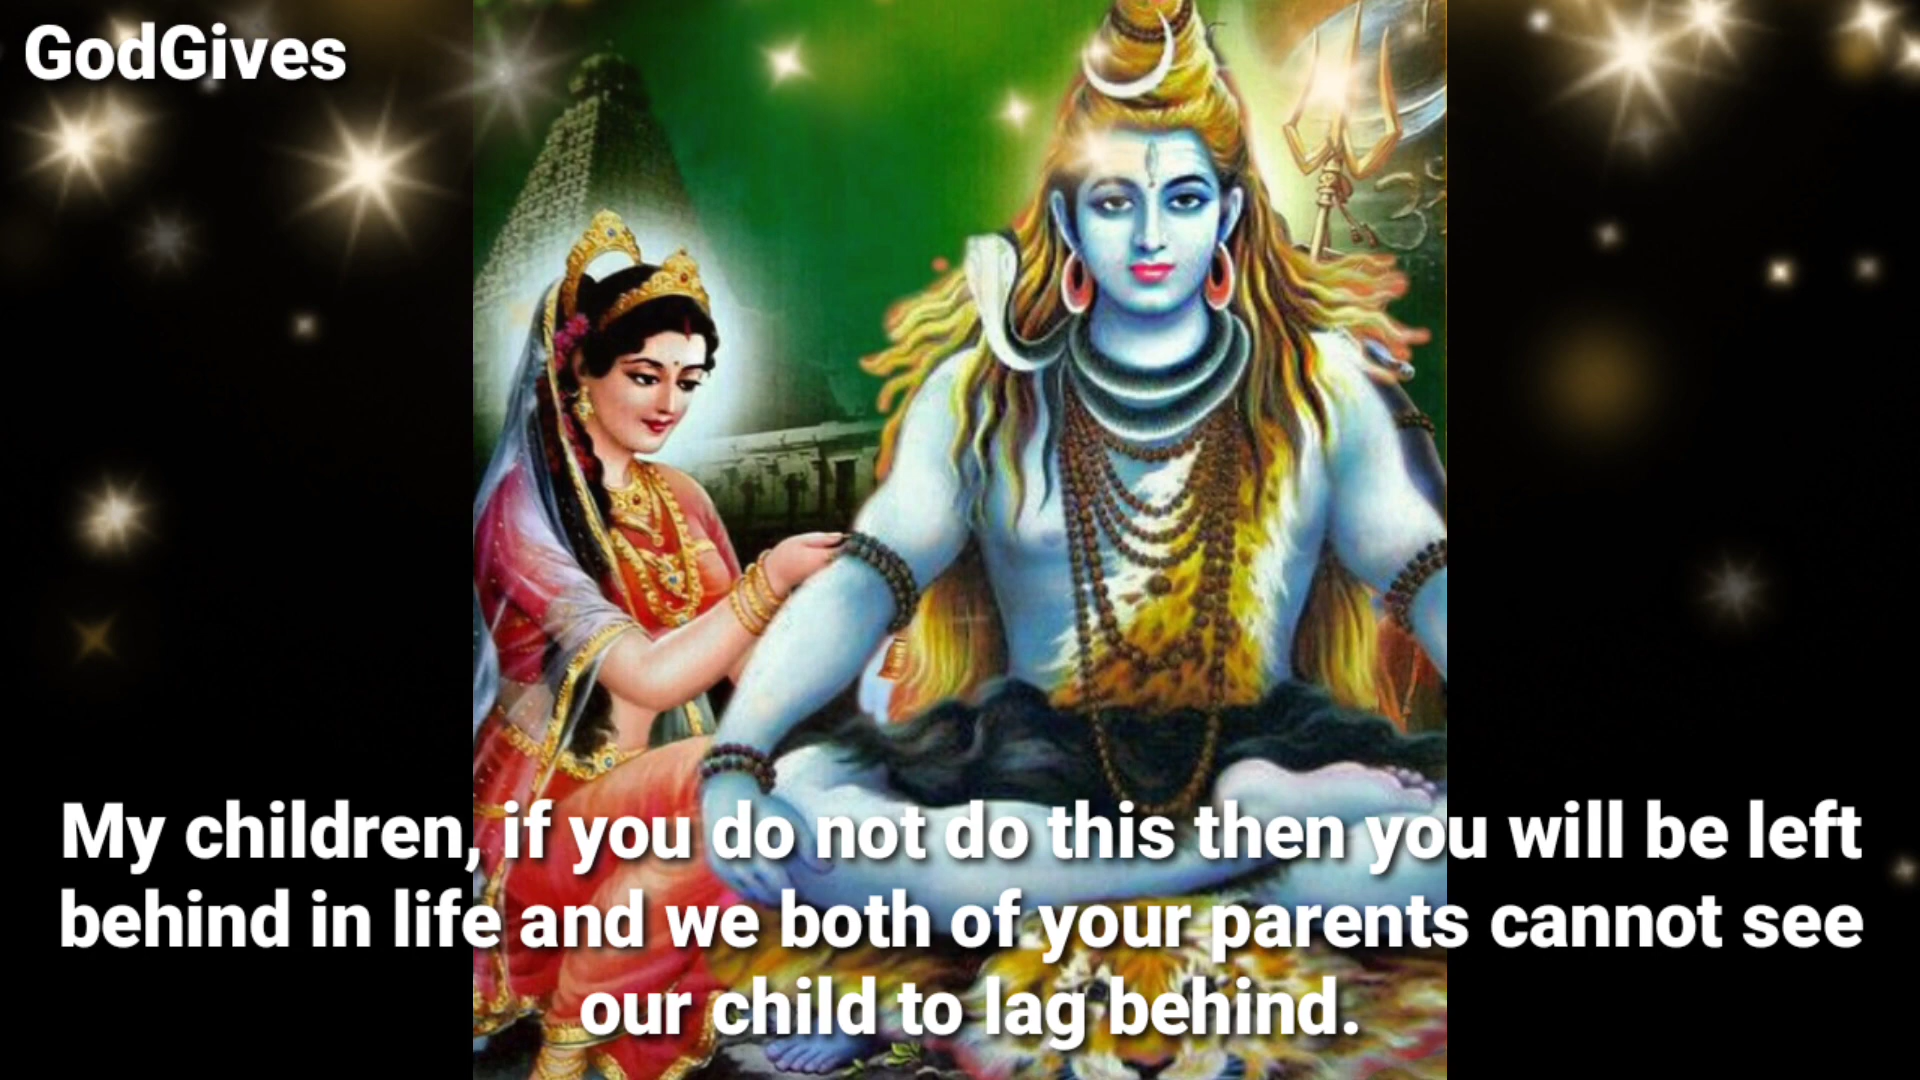 GodGives
My children, if you do not do this then you will be left
behind in life and we both of your parents cannot see
our child to lag behind.